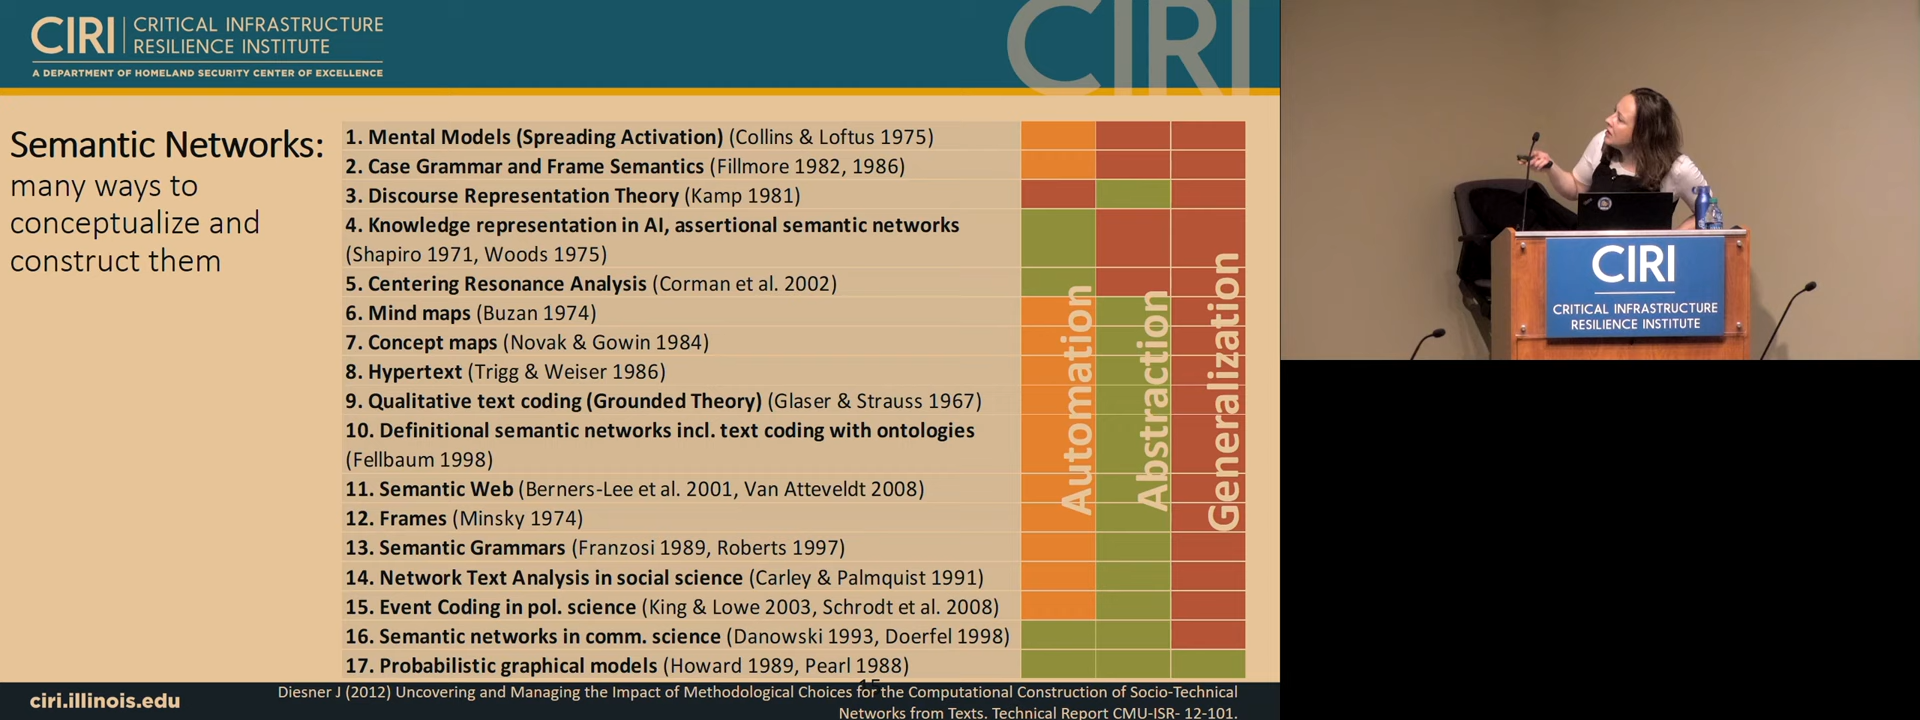 CIRI
CRITICAL INFRASTRUCTURE
RESILIENCE INSTITUTE
A DEPARTMENT OF HOMELAND SECURITY CENTER OF EXCELLENCE
CIRI
Semantic Networks:
many ways to
conceptualize and
construct them
1. Mental Models (Spreading Activation) (Collins & Loftus 1975)
2. Case Grammar and Frame Semantics (Fillmore 1982, 1986)
3. Discourse Representation Theory (Kamp 1981)
4. Knowledge representation in AI, assertional semantic networks
(Shapiro 1971, Woods 1975)
5. Centering Resonance Analysis (Corman et al. 2002)
6. Mind maps (Buzan 1974)
7. Concept maps (Novak & Gowin 1984)
8. Hypertext (Trigg & Weiser 1986)
9. Qualitative text coding (Grounded Theory) (Glaser & Strauss 1967)
10. Definitional semantic networks incl. text coding with ontologies
(Fellbaum 1998)
11. Semantic Web (Berners-Lee et al. 2001, Van Atteveldt 2008)
12. Frames (Minsky 1974)
13. Semantic Grammars (Franzosi 1989, Roberts 1997)
14. Network Text Analysis in social science (Carley & Palmquist 1991)
15. Event Coding in pol. science (King & Lowe 2003, Schrodt et al. 2008)
16. Semantic networks in comm. science (Danowski 1993, Doerfel 1998)
17. Probabilistic graphical models (Howard 1989, Pearl 1988)
Automation
Abstraction
Generalization
15
ciri.illinois.edu
Diesner J (2012) Uncovering and Managing the Impact of Methodological Choices for the Computational Construction of Socio-Technical
Networks from Texts. Technical Report CMU-ISR- 12-101.
CIRI
CRITICAL INFRASTRUCTURE
RESILIENCE INSTITUTE